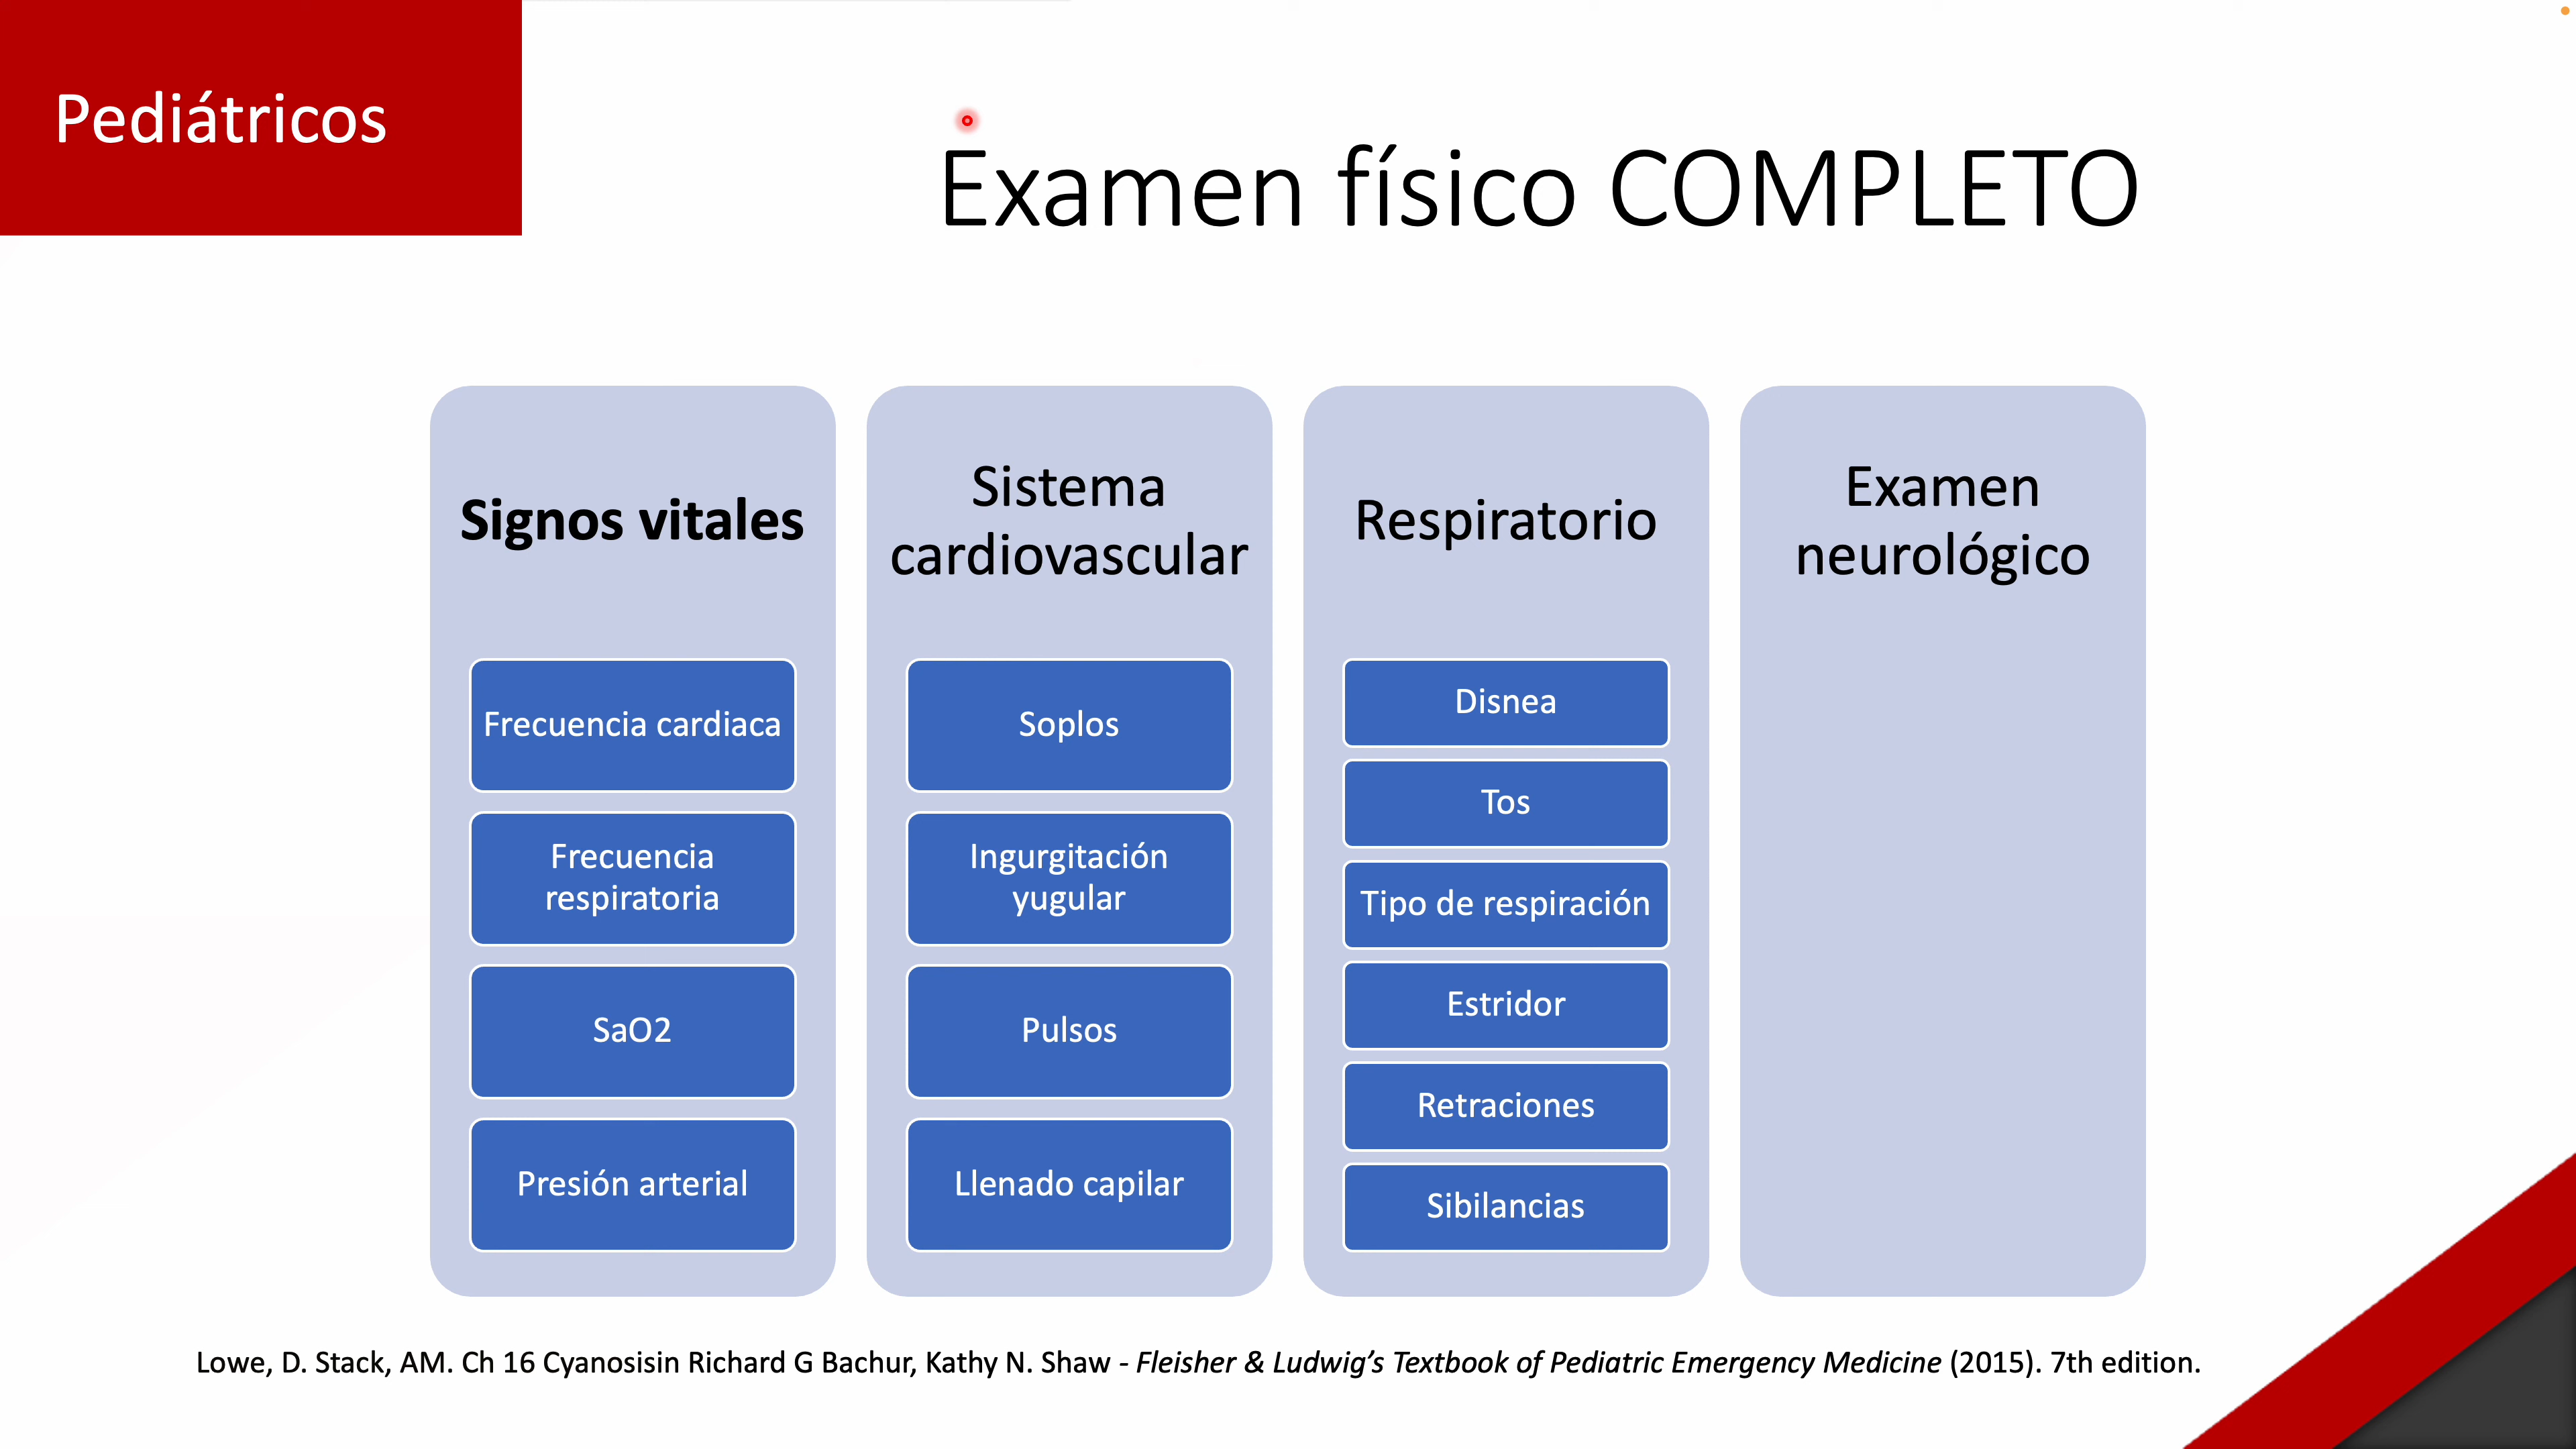 Pediátricos
Examen físico COMPLETO
Signos vitales
Frecuencia cardiaca
Frecuencia
respiratoria
SaO2
Presión arterial
Sistema
cardiovascular
Soplos
Ingurgitación
yugular
Pulsos
Llenado capilar
Respiratorio
Disnea
Tos
Tipo de respiración
Estridor
Retraciones
Sibilancias
Examen
neurológico
Lowe, D. Stack, AM. Ch 16 Cyanosisin Richard G Bachur, Kathy N. Shaw - Fleisher & Ludwig’s Textbook of Pediatric Emergency Medicine (2015). 7th edition.